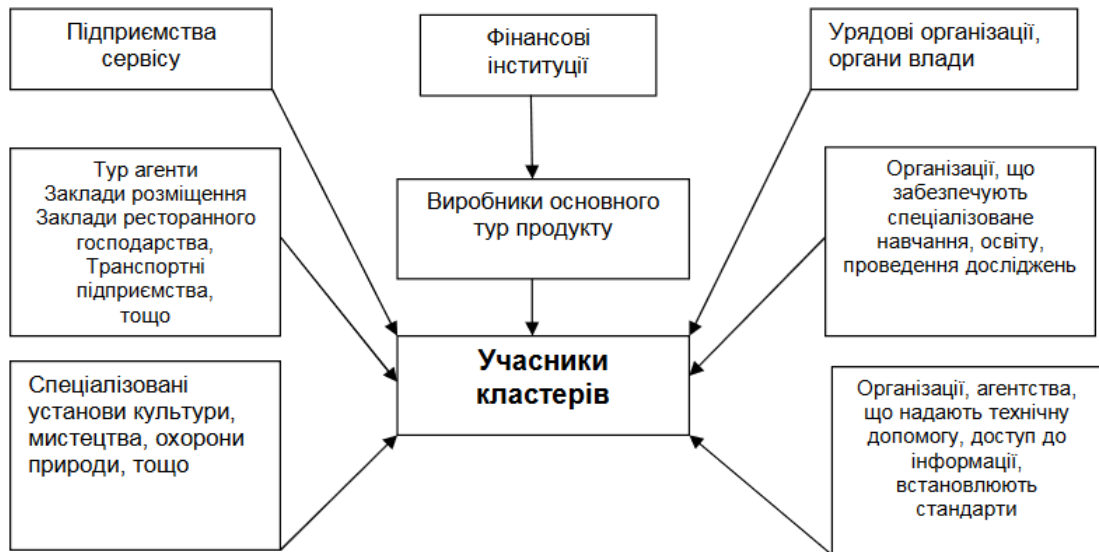 Підприємства
сервісу
Фінансові
інституції
Урядові організації,
органи влади
Тур агенти
Заклади розміщення
Заклади ресторанного
господарства,
Транспортні
підприємства,
тощо
Виробники основного
тур продукту
Організації, що
забезпечують
спеціалізоване
навчання, освіту,
проведення досліджень
Учасники
кластерів
Спеціалізовані
установи культури,
мистецтва, охорони
природи, тощо
Організації, агентства,
що надають технічну
допомогу, доступ до
інформації,
встановлюють
стандарти